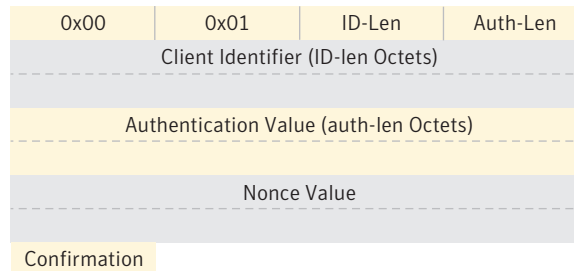 0x00 0x01 ID-Len Auth-Len
Client Identifier (ID-len Octets)
Authentication Value (auth-len Octets)
Nonce Value
Confirmation